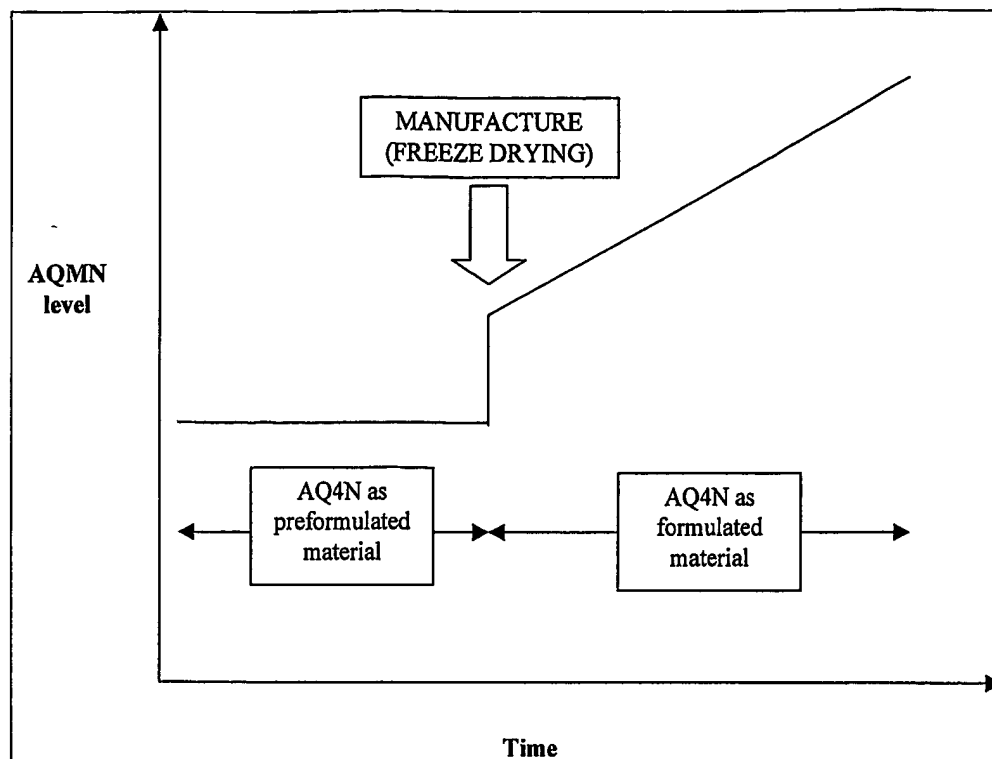 MANUFACTURE
(FREEZE DRYING)
AQMN
level
AQ4N as
preformulated
material
AQ4N as
formulated
material
Time